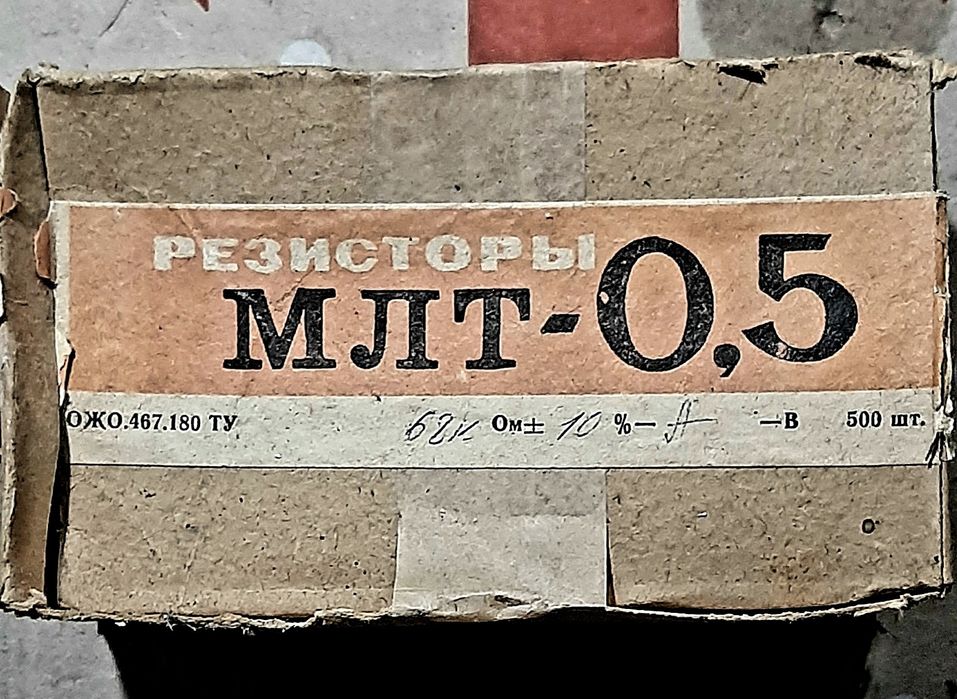 РЕЗИСТОРЫ
МЛТ-0,5
ОЖО.467.180 ТУ 62к Ом± 10 %— А —В 500 шт.